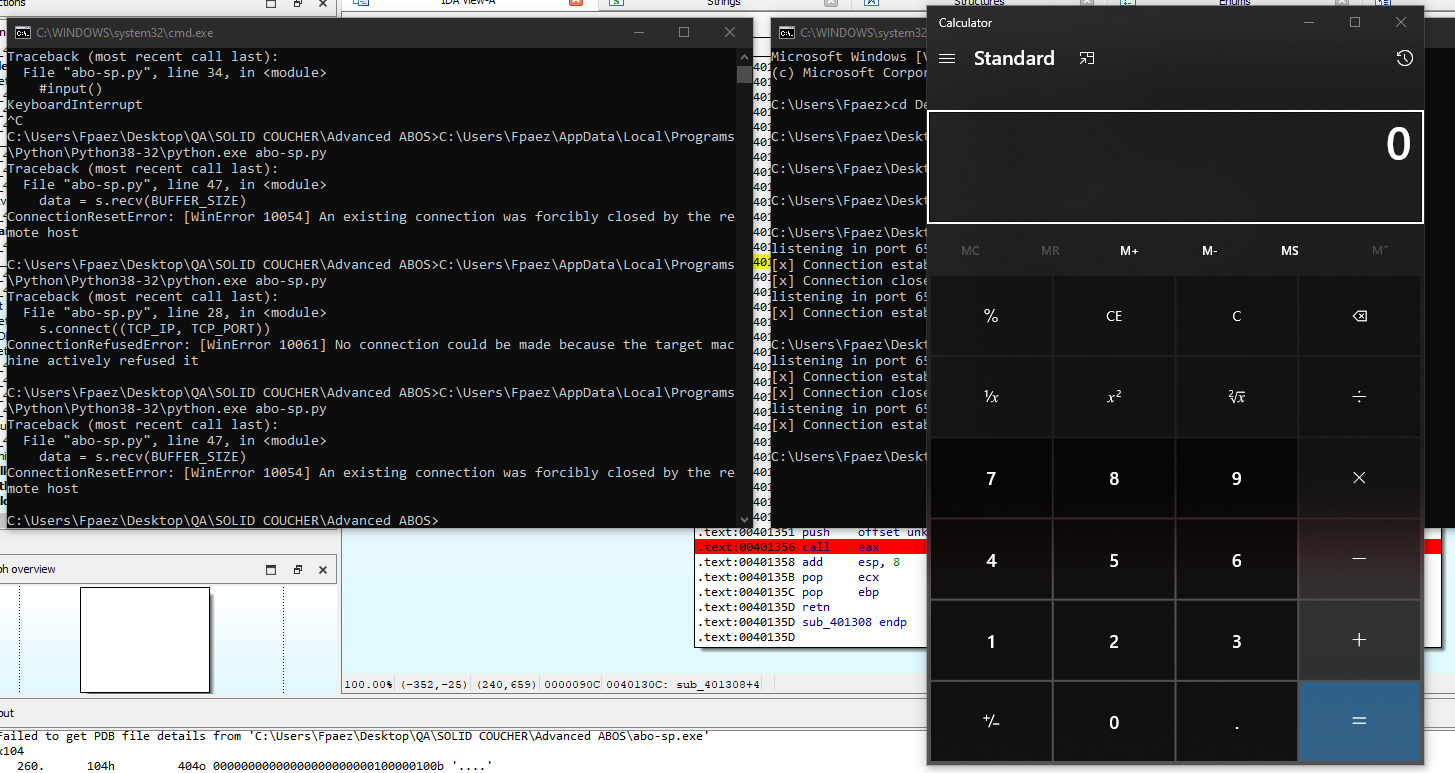 ctions
IDA View-A
Strings
Structures
Enums
C:\WINDOWS\system32\cmd.exe
Traceback (most recent call last):
  File "abo-sp.py", line 34, in <module>
    #input()
KeyboardInterrupt
^C
C:\Users\Fpaez\Desktop\QA\SOLID COUCHER\Advanced ABOS>C:\Users\Fpaez\AppData\Local\Programs
\Python\Python38-32\python.exe abo-sp.py
Traceback (most recent call last):
  File "abo-sp.py", line 47, in <module>
    data = s.recv(BUFFER_SIZE)
ConnectionResetError: [WinError 10054] An existing connection was forcibly closed by the re
mote host
C:\Users\Fpaez\Desktop\QA\SOLID COUCHER\Advanced ABOS>C:\Users\Fpaez\AppData\Local\Programs
\Python\Python38-32\python.exe abo-sp.py
Traceback (most recent call last):
  File "abo-sp.py", line 28, in <module>
    s.connect((TCP_IP, TCP_PORT))
ConnectionRefusedError: [WinError 10061] No connection could be made because the target mac
hine actively refused it
C:\Users\Fpaez\Desktop\QA\SOLID COUCHER\Advanced ABOS>C:\Users\Fpaez\AppData\Local\Programs
\Python\Python38-32\python.exe abo-sp.py
Traceback (most recent call last):
  File "abo-sp.py", line 47, in <module>
    data = s.recv(BUFFER_SIZE)
ConnectionResetError: [WinError 10054] An existing connection was forcibly closed by the re
mote host
C:\Users\Fpaez\Desktop\QA\SOLID COUCHER\Advanced ABOS>
C:\WINDOWS\system32
Microsoft Windows [
(c) Microsoft Corpor
C:\Users\Fpaez>cd De
C:\Users\Fpaez\Deskt
C:\Users\Fpaez\Deskt
C:\Users\Fpaez\Deskt
C:\Users\Fpaez\Deskt
listening in port 65
[x] Connection estab
[x] Connection close
listening in port 65
[x] Connection estab
C:\Users\Fpaez\Deskt
listening in port 65
[x] Connection estab
[x] Connection close
listening in port 65
[x] Connection estab
C:\Users\Fpaez\Deskt
Calculator
Standard
0
MC MR M+ M- MS M˅
% CE C
¹/x x² ²√x ÷
7 8 9 ×
4 5 6 −
1 2 3 +
+/− 0 . =
.text:00401351 push    offset unk
.text:00401356 call    eax
.text:00401358 add     esp, 8
.text:0040135B pop     ecx
.text:0040135C pop     ebp
.text:0040135D retn
.text:0040135D sub_401308 endp
.text:0040135D
ph overview
100.00% (-352,-25) (240,659) 0000090C 0040130C: sub_401308+4
put
Failed to get PDB file details from 'C:\Users\Fpaez\Desktop\QA\SOLID COUCHER\Advanced ABOS\abo-sp.exe'
x104
260.      104h        404o 00000000000000000000000100000100b '....'